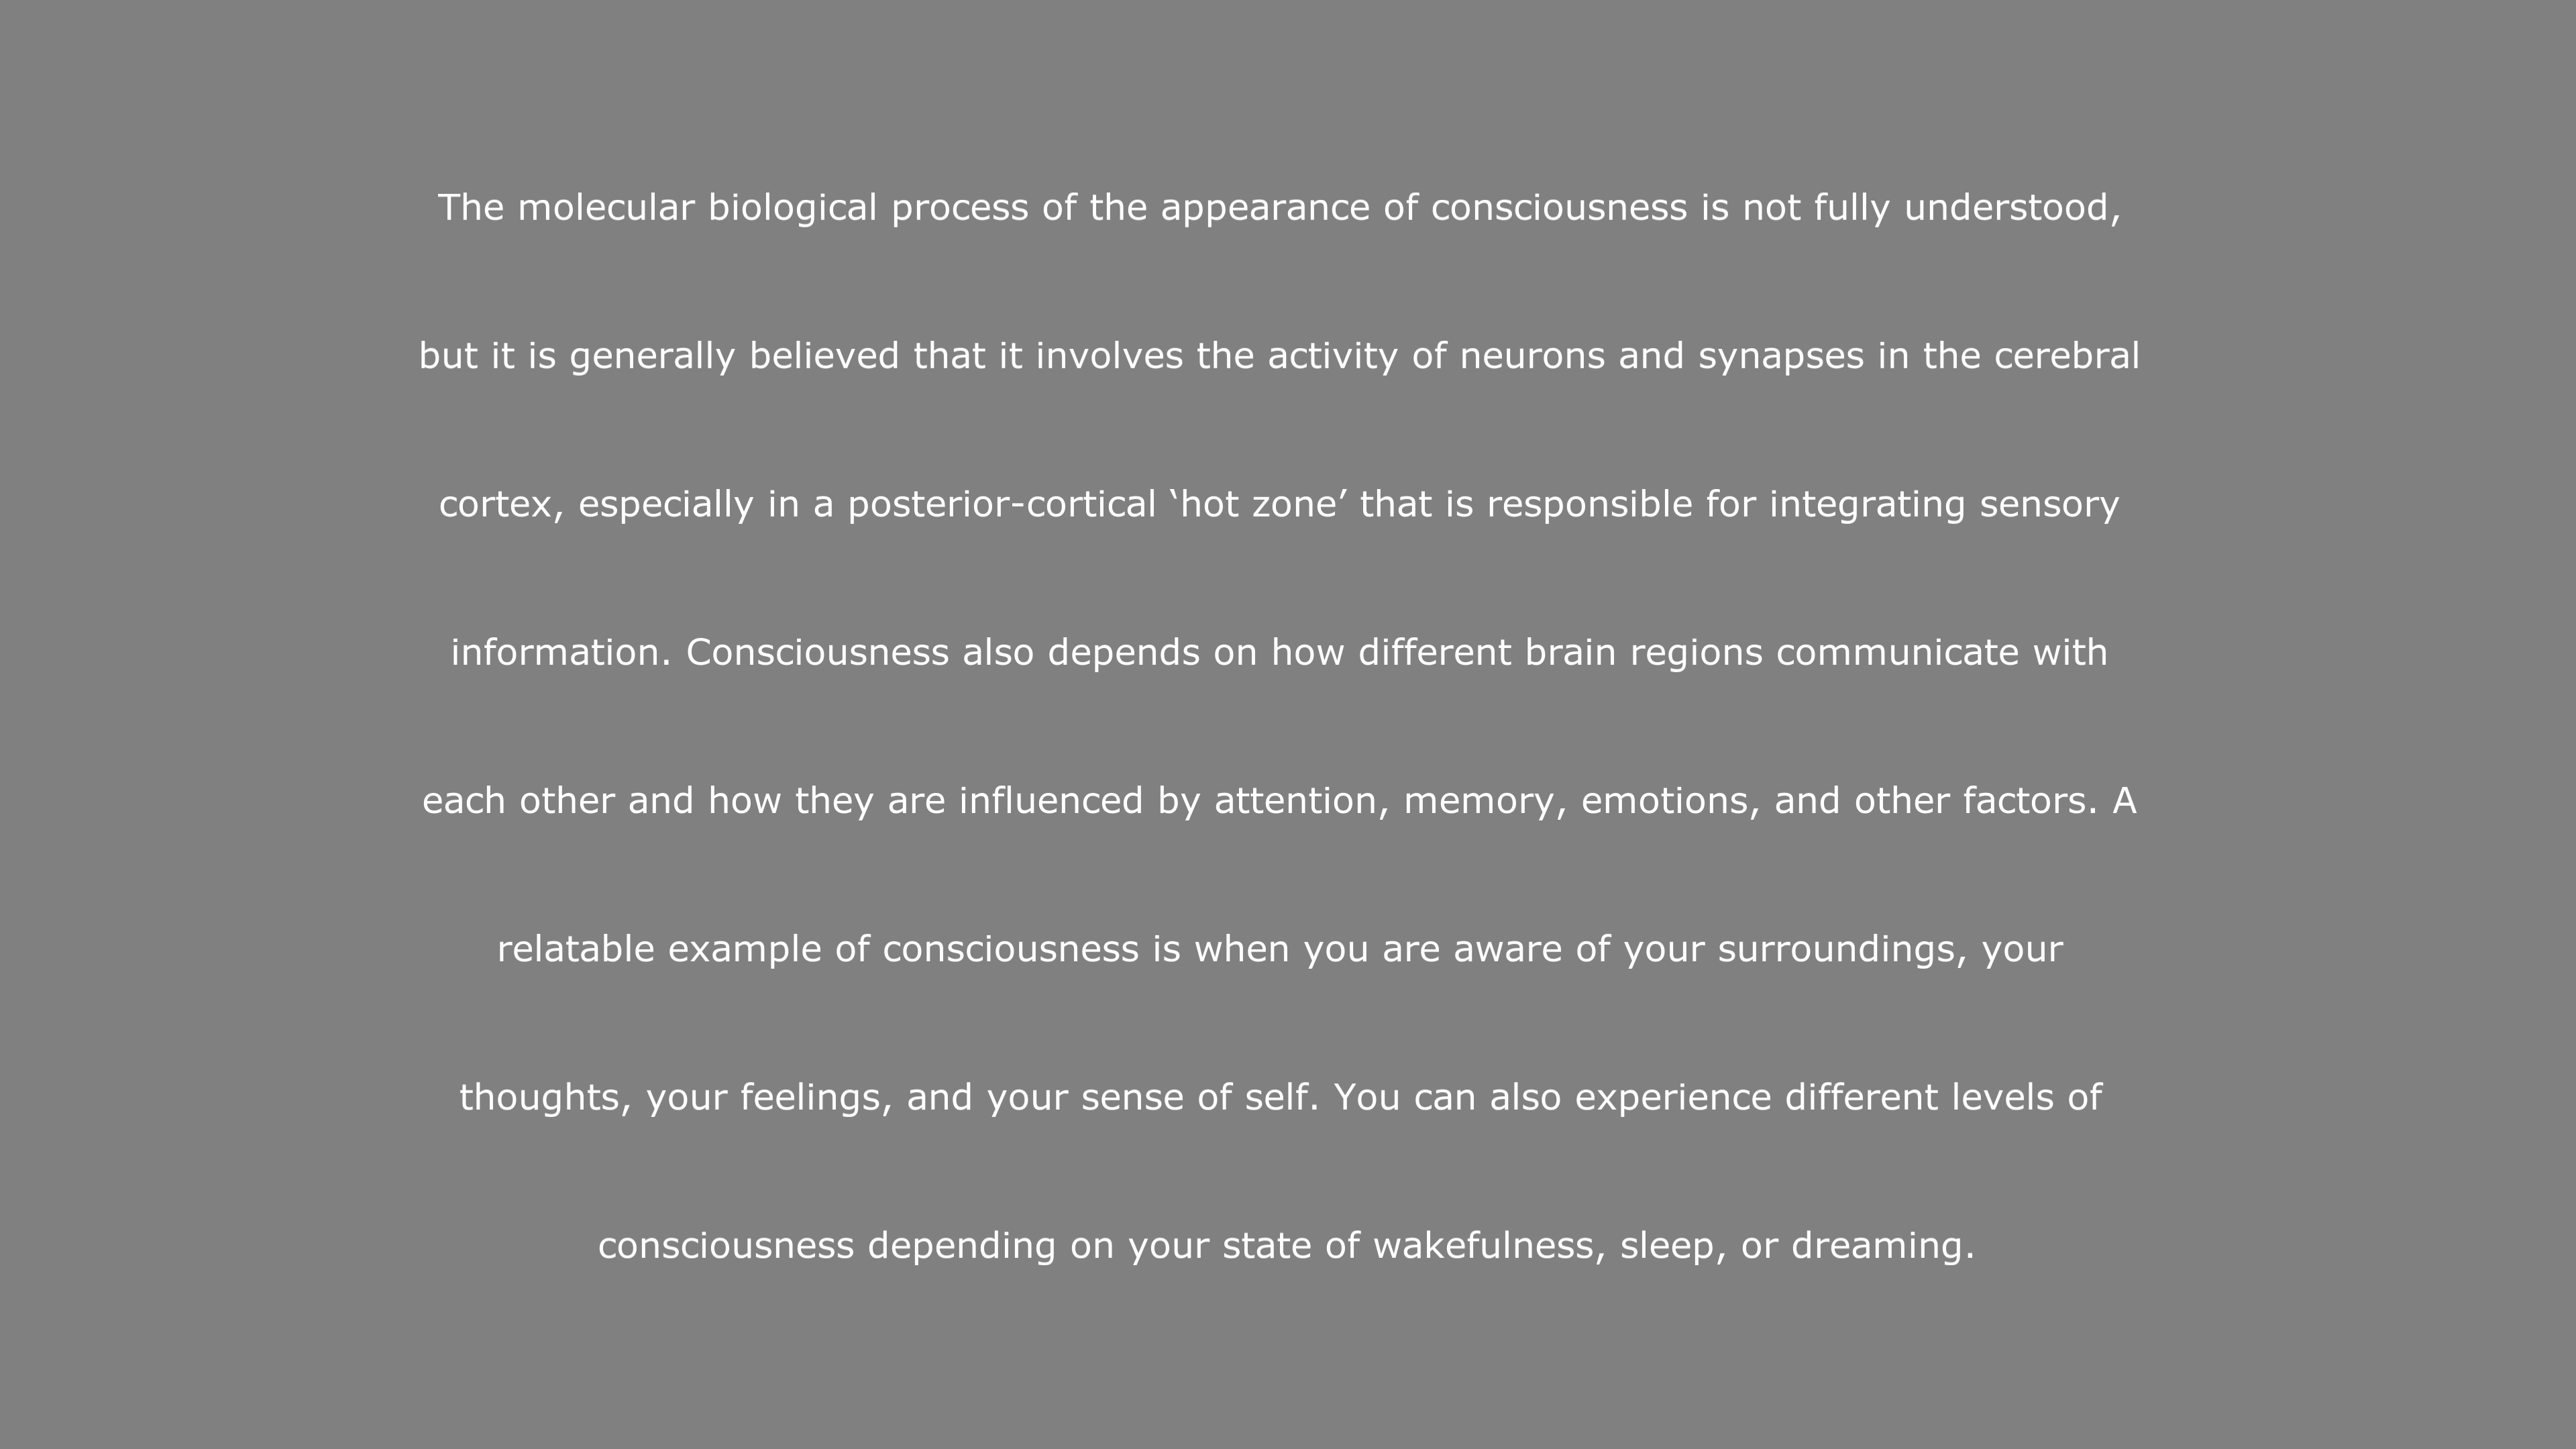 The molecular biological process of the appearance of consciousness is not fully understood,
but it is generally believed that it involves the activity of neurons and synapses in the cerebral
cortex, especially in a posterior-cortical ‘hot zone’ that is responsible for integrating sensory
information. Consciousness also depends on how different brain regions communicate with
each other and how they are influenced by attention, memory, emotions, and other factors. A
relatable example of consciousness is when you are aware of your surroundings, your
thoughts, your feelings, and your sense of self. You can also experience different levels of
consciousness depending on your state of wakefulness, sleep, or dreaming.